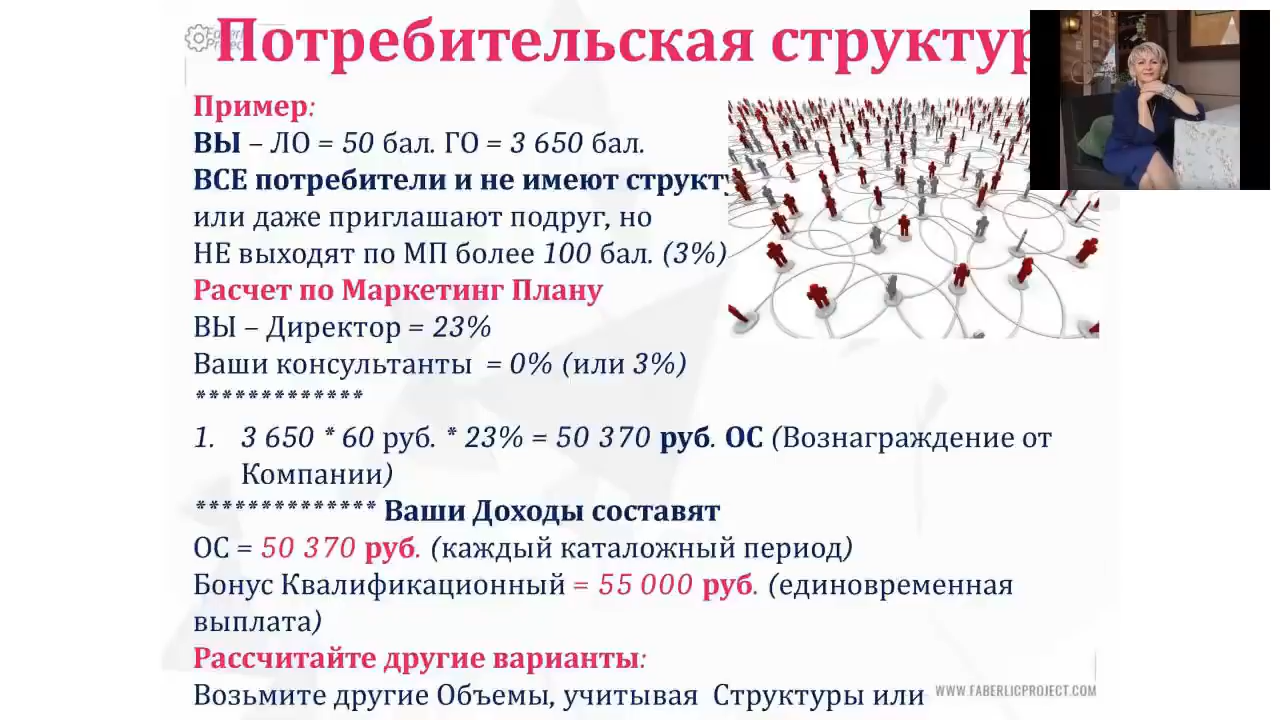 Потребительская структур
Пример:
ВЫ – ЛО = 50 бал. ГО = 3 650 бал.
ВСЕ потребители и не имеют структу
или даже приглашают подруг, но
НЕ выходят по МП более 100 бал. (3%)
Расчет по Маркетинг Плану
ВЫ – Директор = 23%
Ваши консультанты = 0% (или 3%)
*************
1. 3 650 * 60 руб. * 23% = 50 370 руб. ОС (Вознаграждение от
Компании)
************** Ваши Доходы составят
ОС = 50 370 руб. (каждый каталожный период)
Бонус Квалификационный = 55 000 руб. (единовременная
выплата)
Рассчитайте другие варианты:
Возьмите другие Объемы, учитывая Структуры или
WWW.FABERLICPROJECT.COM